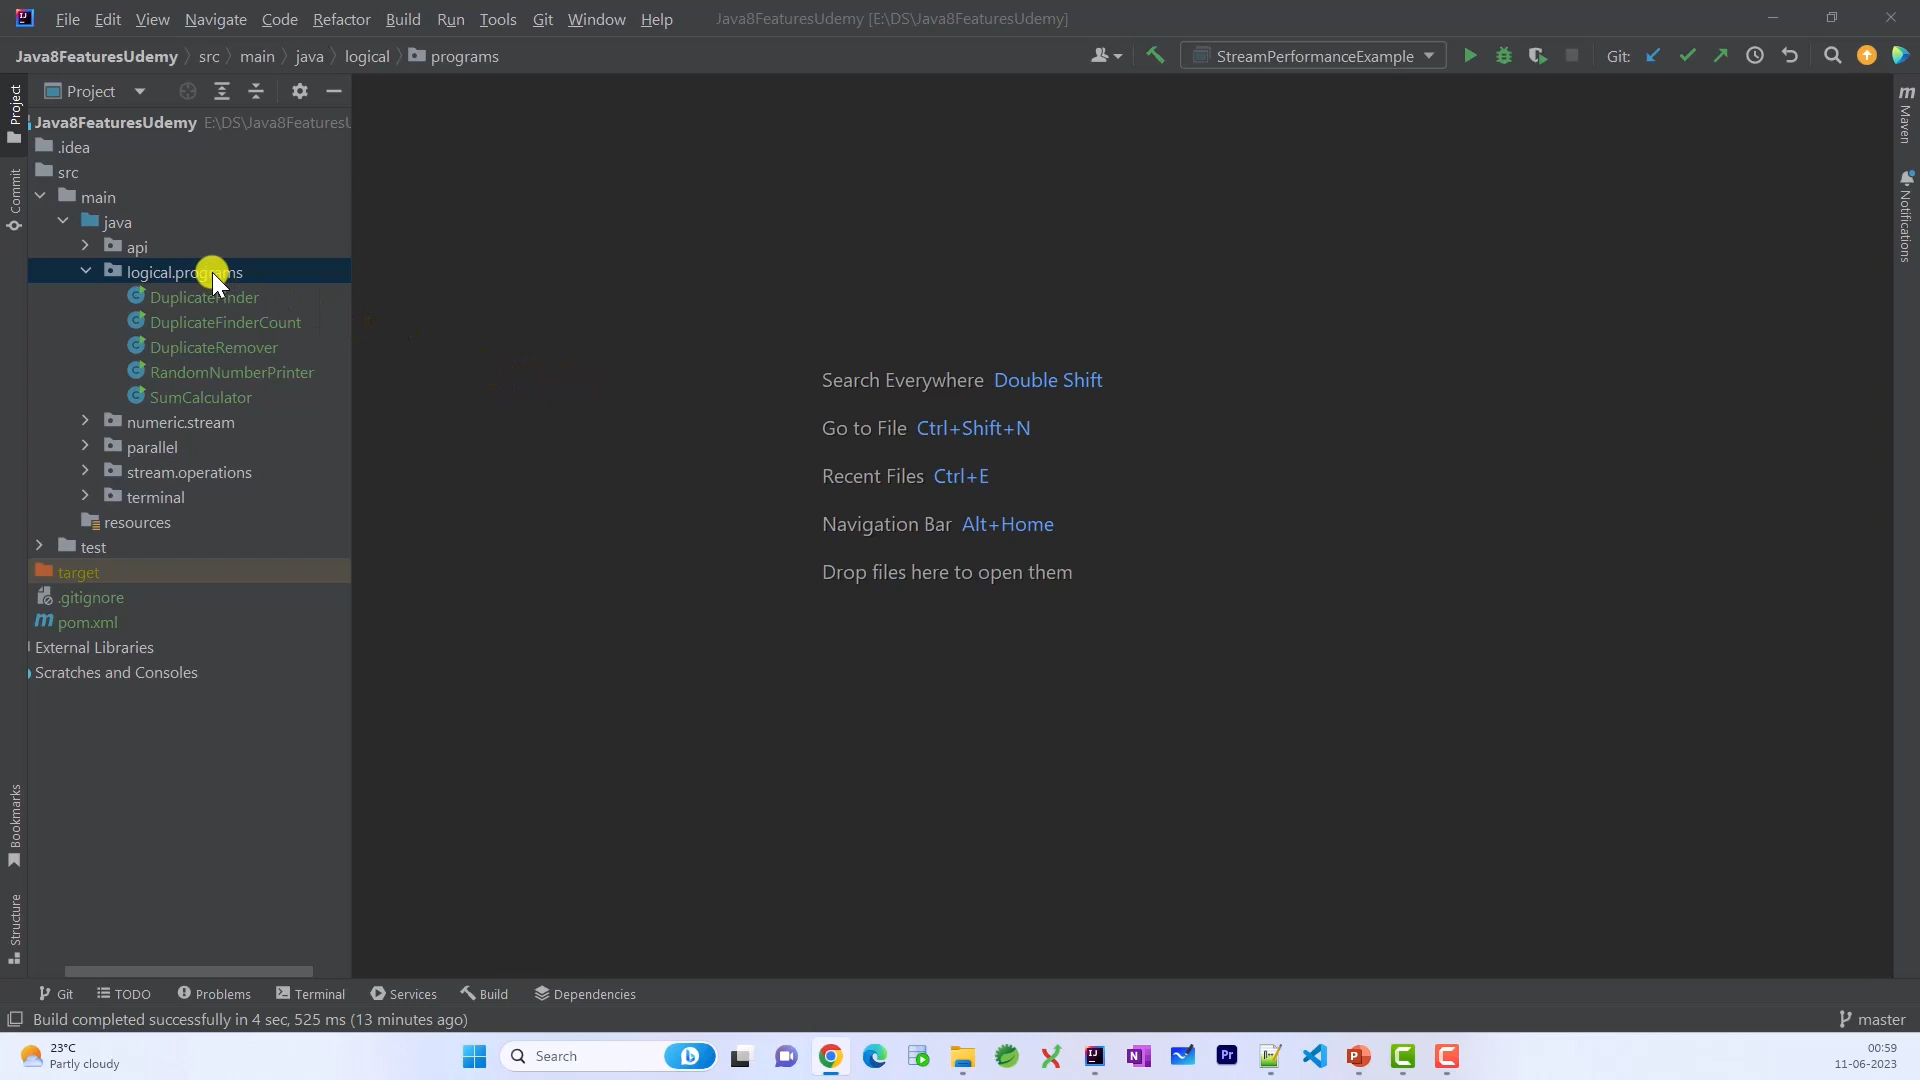 File Edit View Navigate Code Refactor Build Run Tools Git Window Help Java8FeaturesUdemy [E:\DS\Java8FeaturesUdemy]
Java8FeaturesUdemy src main java logical programs StreamPerformanceExample Git:
Project
Project
Java8FeaturesUdemy E:\DS\Java8FeaturesU
.idea
src
main
java
api
logical.programs
DuplicateFinder
DuplicateFinderCount
DuplicateRemover
RandomNumberPrinter
SumCalculator
numeric.stream
parallel
stream.operations
terminal
resources
test
target
.gitignore
pom.xml
External Libraries
Scratches and Consoles
Commit
Bookmarks
Structure
Search Everywhere Double Shift
Go to File Ctrl+Shift+N
Recent Files Ctrl+E
Navigation Bar Alt+Home
Drop files here to open them
Maven
Notifications
Git TODO Problems Terminal Services Build Dependencies
Build completed successfully in 4 sec, 525 ms (13 minutes ago) master
23°C
Partly cloudy
Search
00:59
11-06-2023